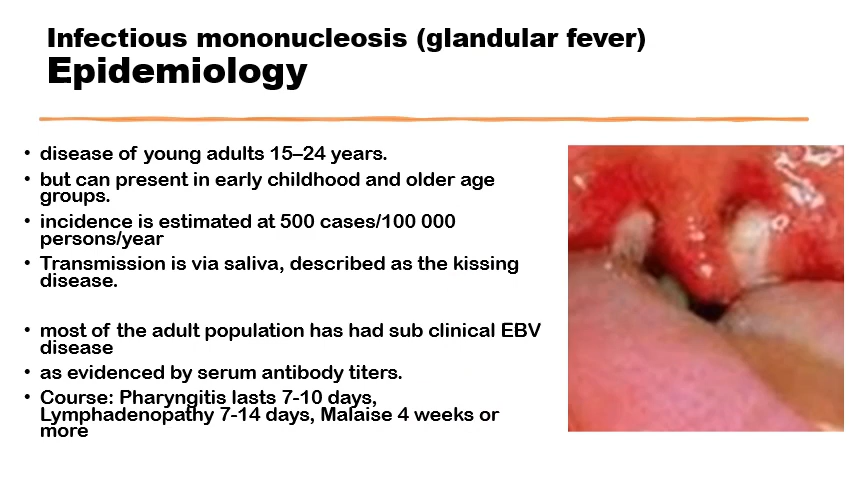 Infectious mononucleosis (glandular fever)
Epidemiology
• disease of young adults 15–24 years.
• but can present in early childhood and older age
groups.
• incidence is estimated at 500 cases/100 000
persons/year
• Transmission is via saliva, described as the kissing
disease.
• most of the adult population has had sub clinical EBV
disease
• as evidenced by serum antibody titers.
• Course: Pharyngitis lasts 7-10 days,
Lymphadenopathy 7-14 days, Malaise 4 weeks or
more